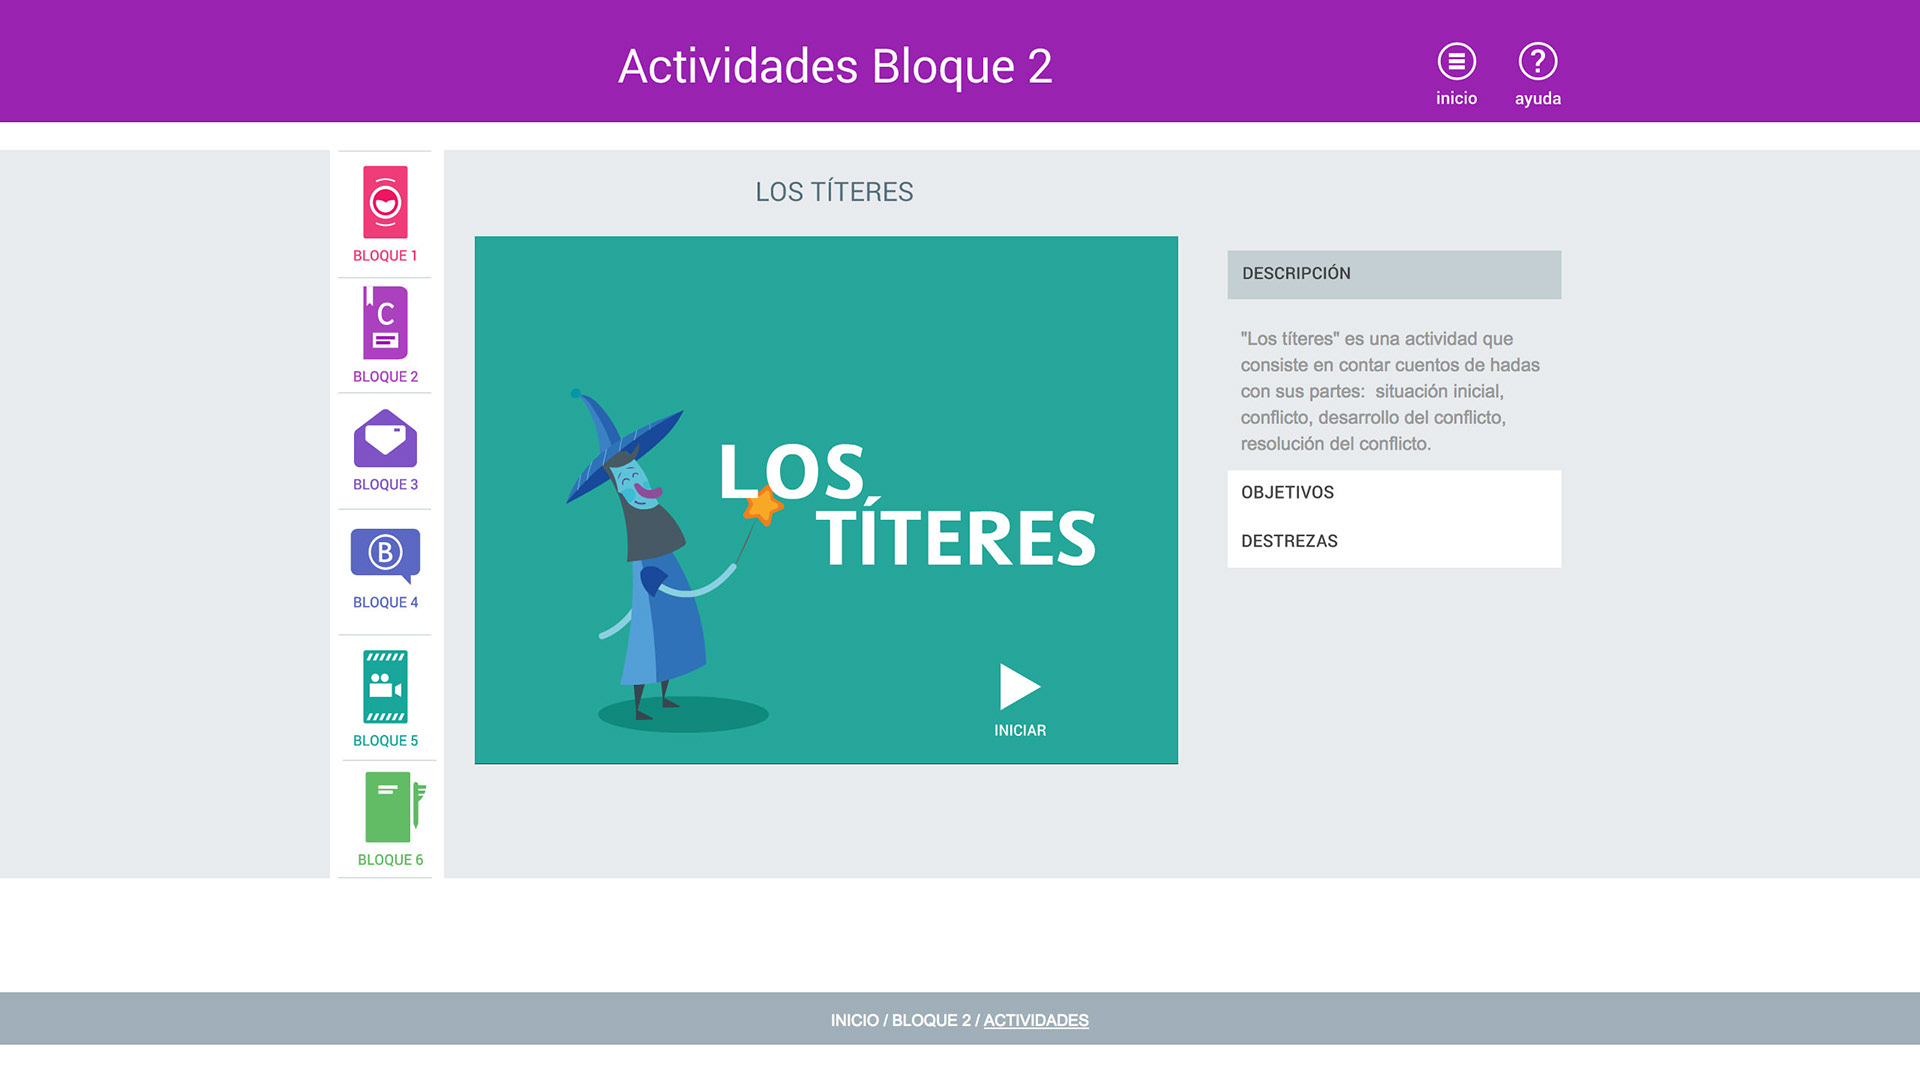 Actividades Bloque 2
inicio
ayuda
BLOQUE 1
C
BLOQUE 2
BLOQUE 3
B
BLOQUE 4
BLOQUE 5
BLOQUE 6
LOS TÍTERES
LOS
TÍTERES
INICIAR
DESCRIPCIÓN
"Los títeres" es una actividad que
consiste en contar cuentos de hadas
con sus partes:  situación inicial,
conflicto, desarrollo del conflicto,
resolución del conflicto.
OBJETIVOS
DESTREZAS
INICIO / BLOQUE 2 / ACTIVIDADES